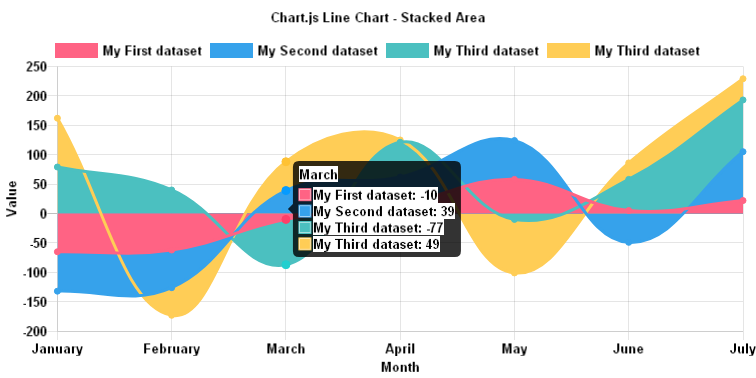 Chart.js Line Chart - Stacked Area
My First dataset My Second dataset My Third dataset My Third dataset
250
200
150
100
50
0
-50
-100
-150
-200
Value
March
My First dataset: -10
My Second dataset: 39
My Third dataset: -77
My Third dataset: 49
January February March April May June July
Month